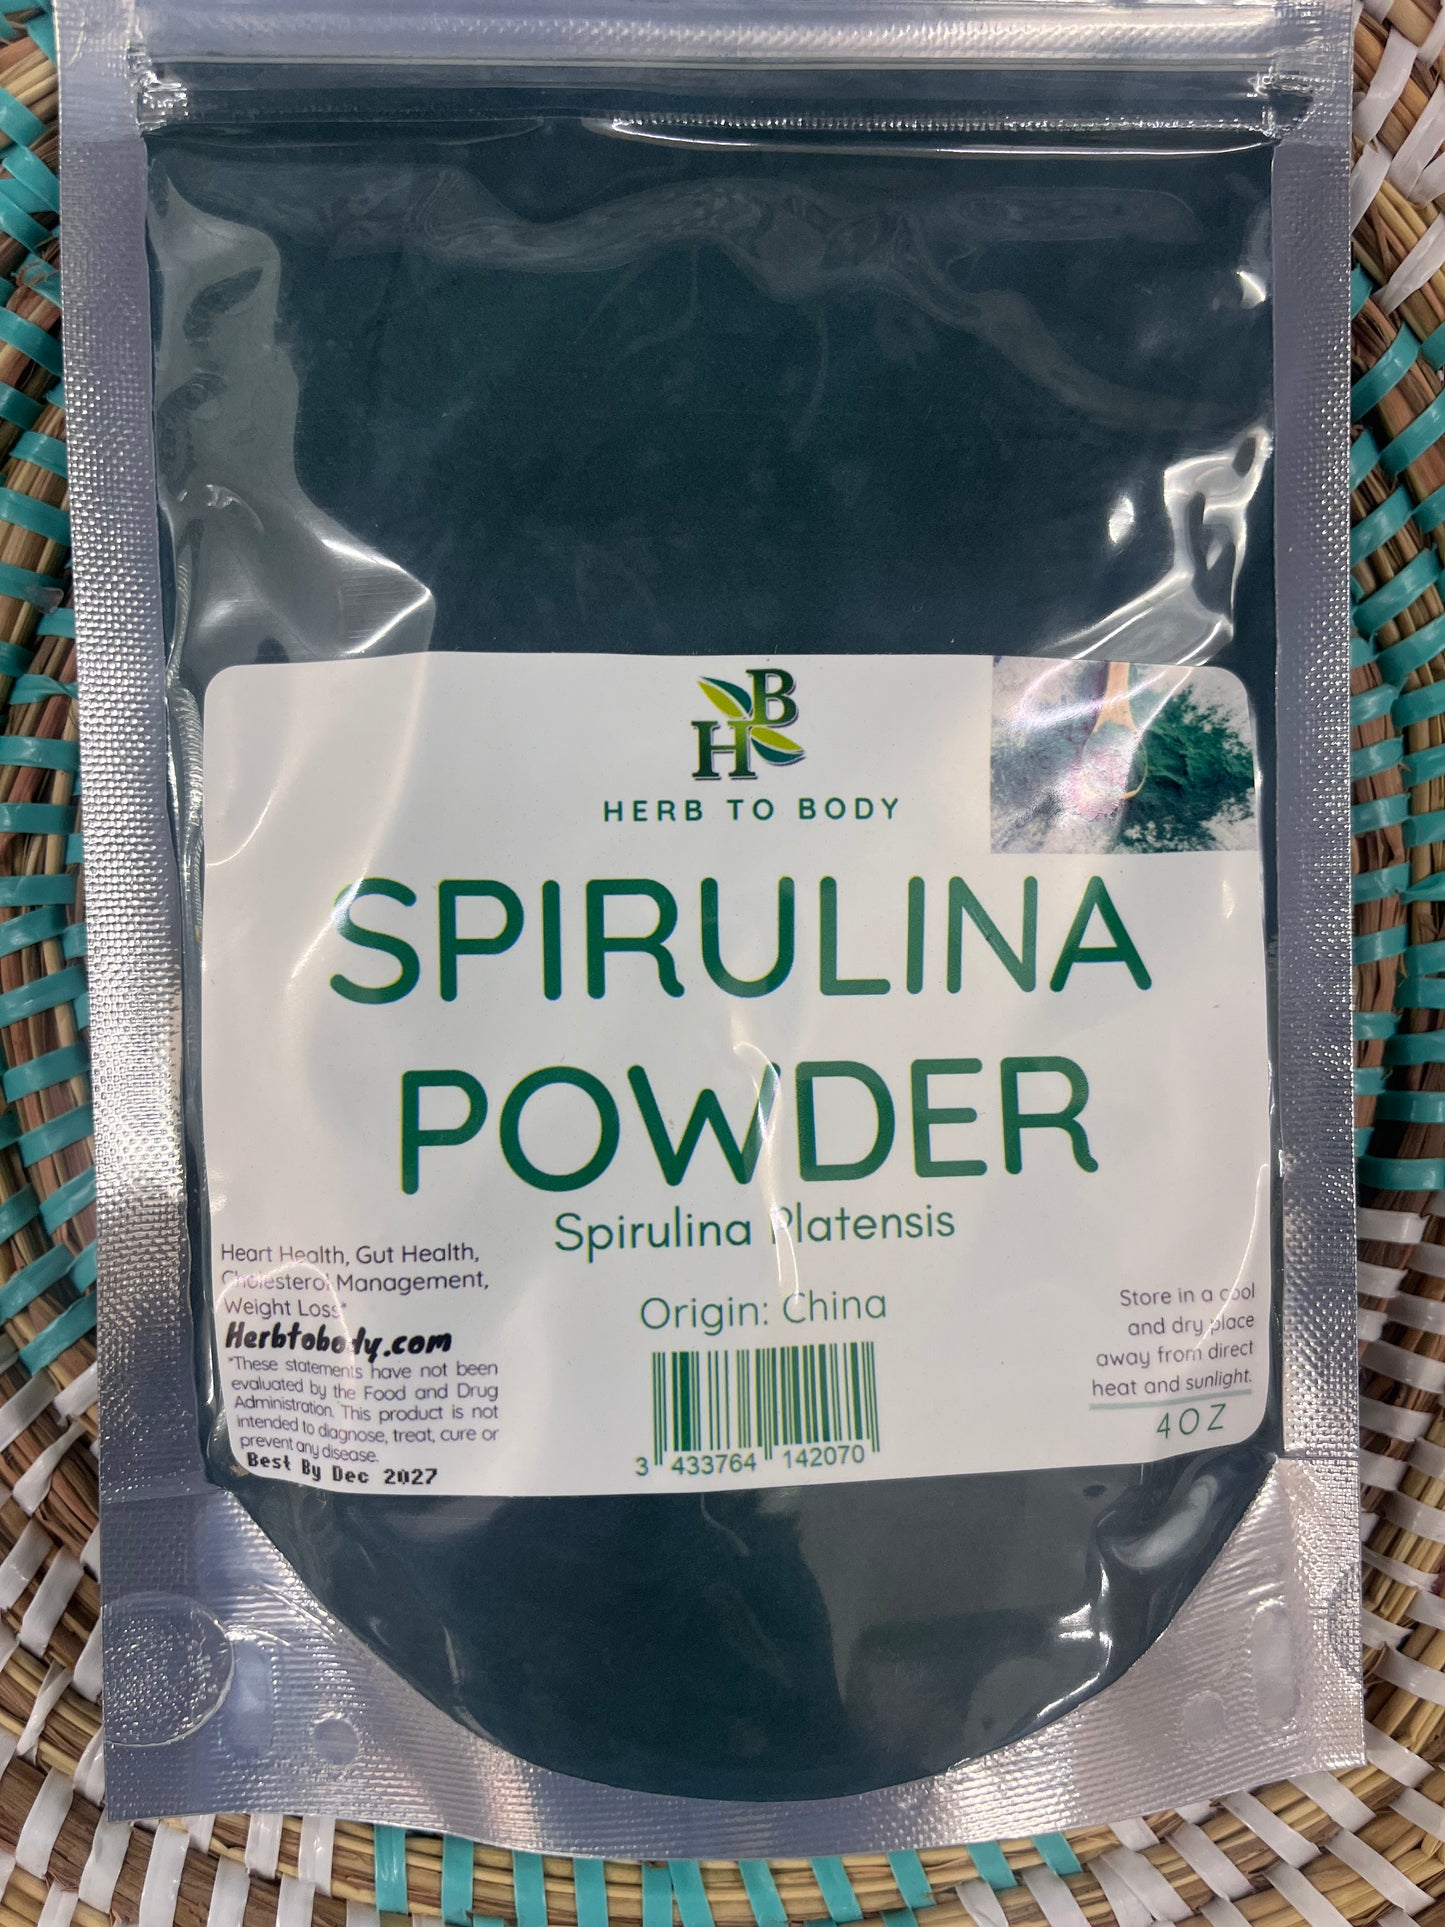 HB
HERB TO BODY
SPIRULINA
POWDER
Spirulina Platensis
Heart Health, Gut Health,
Cholesterol Management,
Weight Loss*
Herbtobody.com
*These statements have not been
evaluated by the Food and Drug
Administration. This product is not
intended to diagnose, treat, cure or
prevent any disease.
Best By Dec 2027
Origin: China
3 433764 142070
Store in a cool
and dry place
away from direct
heat and sunlight.
4OZ